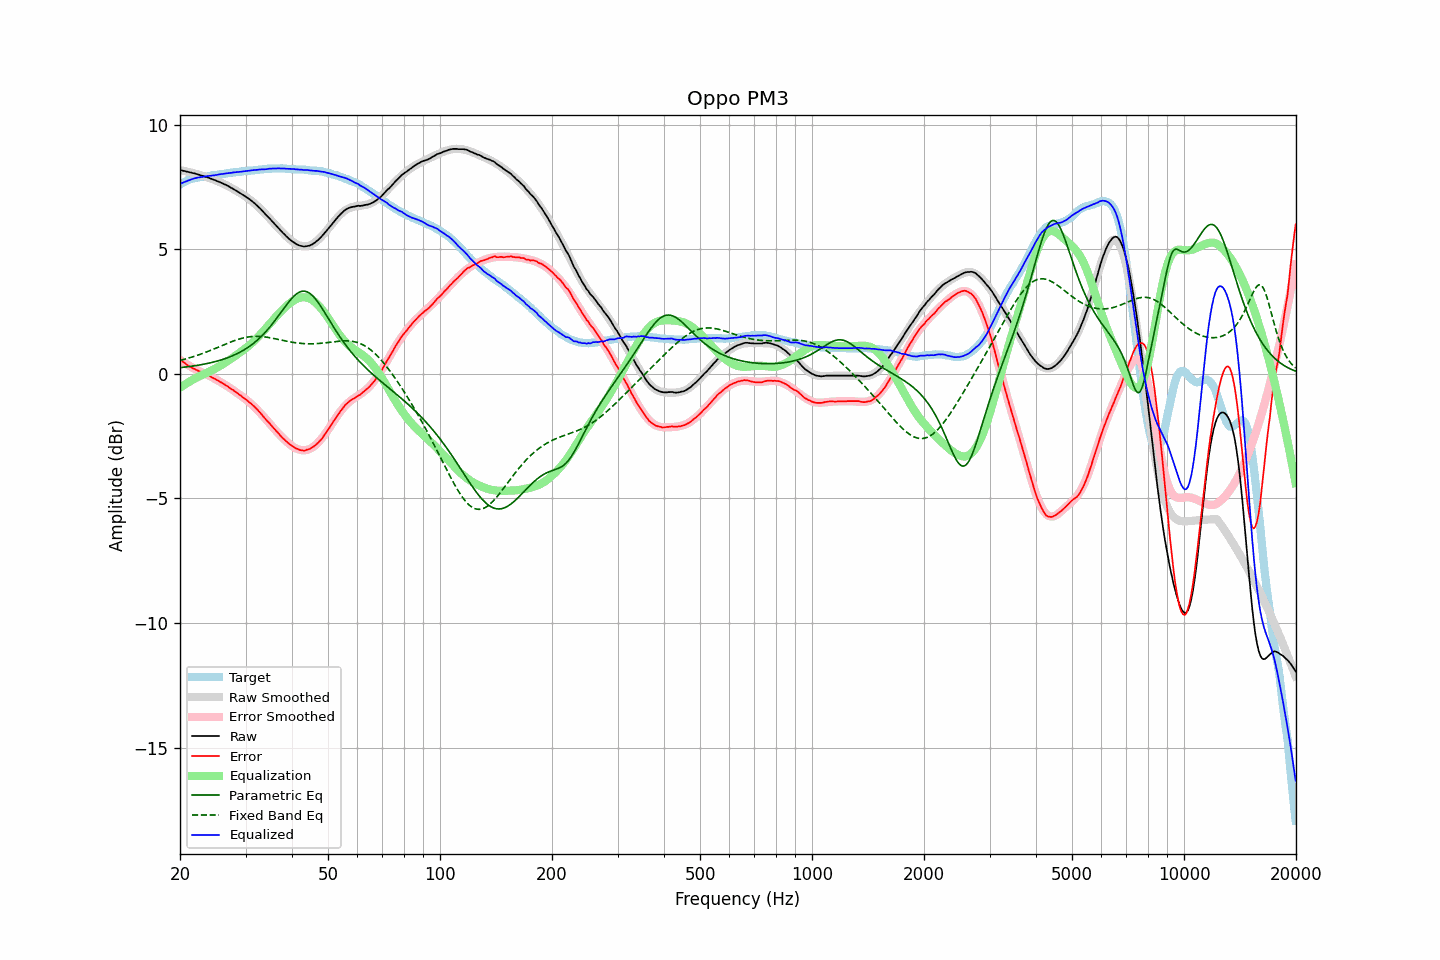 Oppo PM3
Amplitude (dBr)
10
5
0
−5
−10
−15
Target
Raw Smoothed
Error Smoothed
Raw
Error
Equalization
Parametric Eq
Fixed Band Eq
Equalized
20 50 100 200 500 1000 2000 5000 10000 20000
Frequency (Hz)